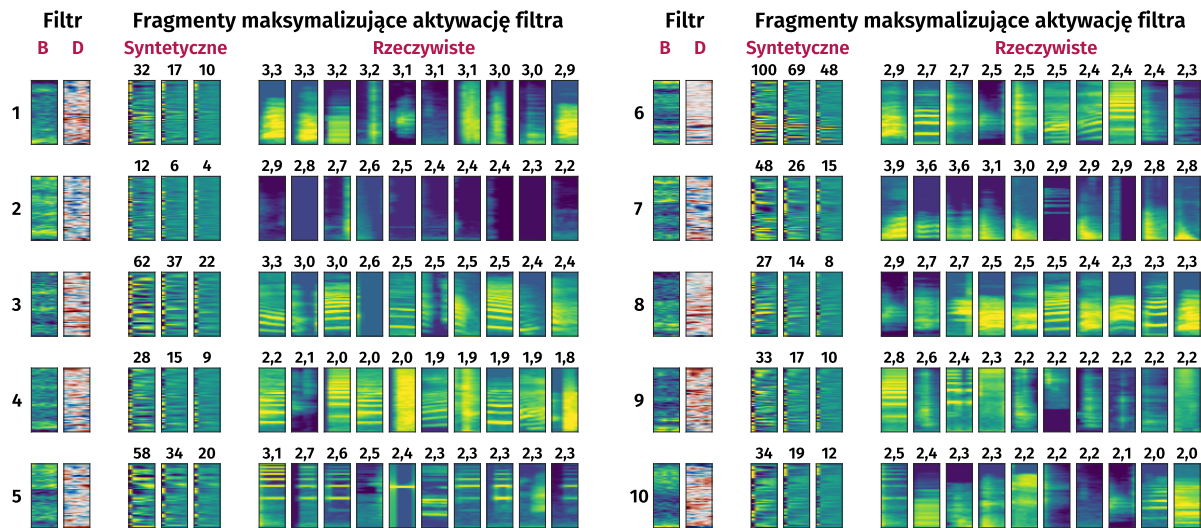 Filtr Fragmenty maksymalizujące aktywację filtra
B D Syntetyczne Rzeczywiste
32 17 10 3,3 3,3 3,2 3,2 3,1 3,1 3,1 3,0 3,0 2,9
1
12 6 4 2,9 2,8 2,7 2,6 2,5 2,4 2,4 2,4 2,3 2,2
2
62 37 22 3,3 3,0 3,0 2,6 2,5 2,5 2,5 2,5 2,4 2,4
3
28 15 9 2,2 2,1 2,0 2,0 2,0 1,9 1,9 1,9 1,9 1,8
4
58 34 20 3,1 2,7 2,6 2,5 2,4 2,3 2,3 2,3 2,3 2,3
5
Filtr Fragmenty maksymalizujące aktywację filtra
B D Syntetyczne Rzeczywiste
100 69 48 2,9 2,7 2,7 2,5 2,5 2,5 2,4 2,4 2,4 2,3
6
48 26 15 3,9 3,6 3,6 3,1 3,0 2,9 2,9 2,9 2,8 2,8
7
27 14 8 2,9 2,7 2,7 2,5 2,5 2,4 2,4 2,3 2,3 2,3
8
33 17 10 2,8 2,6 2,4 2,3 2,2 2,2 2,2 2,2 2,2 2,2
9
34 19 12 2,5 2,4 2,3 2,3 2,2 2,2 2,2 2,1 2,0 2,0
10